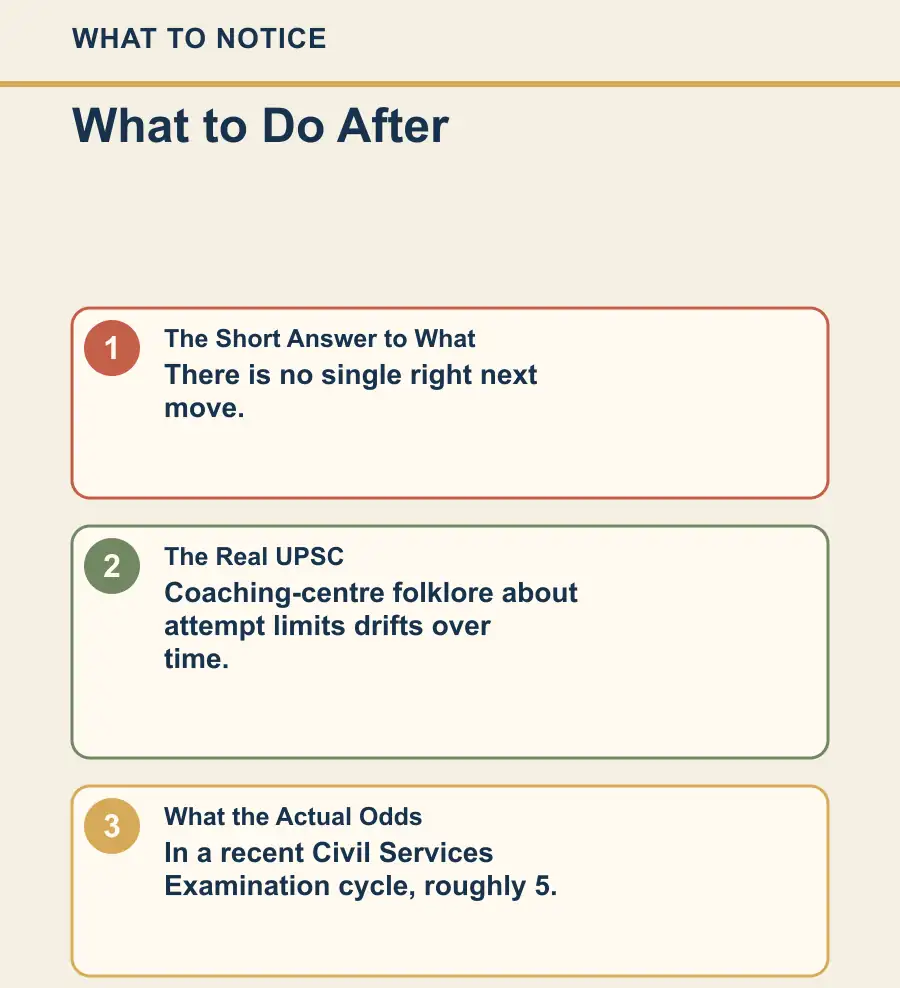 WHAT TO NOTICE
What to Do After
1
The Short Answer to What
There is no single right next
move.
2
The Real UPSC
Coaching-centre folklore about
attempt limits drifts over
time.
3
What the Actual Odds
In a recent Civil Services
Examination cycle, roughly 5.